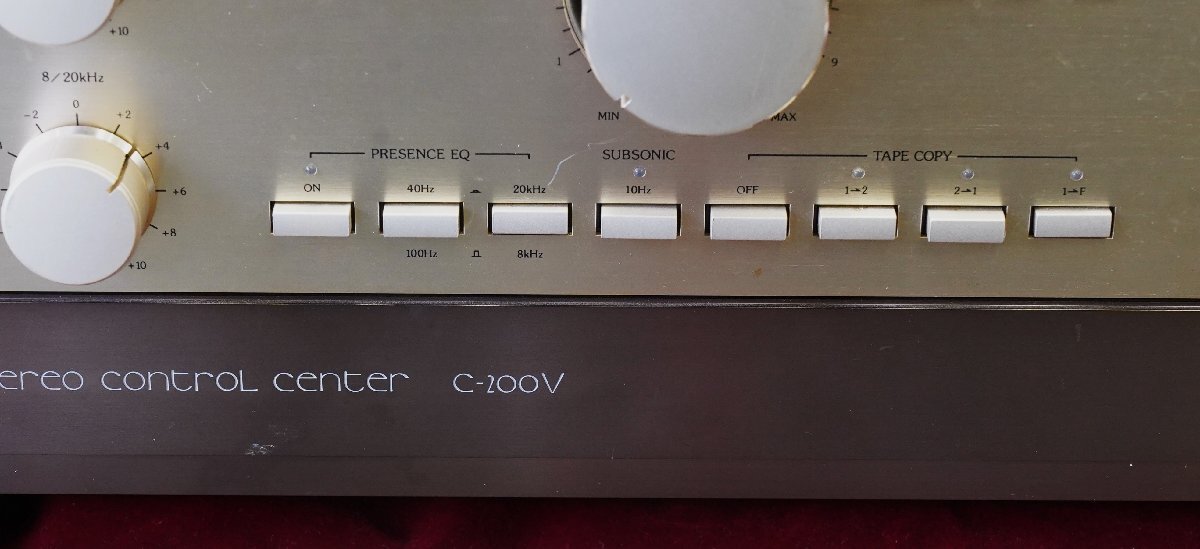 +10
1
9
MIN
MAX
8/20kHz
0
-2
+2
+4
+6
+8
+10
PRESENCE EQ
SUBSONIC
TAPE COPY
ON
40Hz
20kHz
10Hz
OFF
1→2
2→1
1→F
100Hz
8kHz
ereo control center C-200V